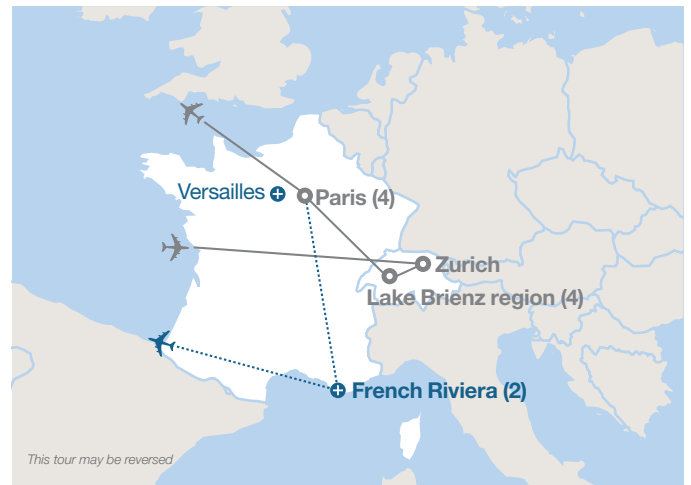 Versailles
Paris (4)
Zurich
Lake Brienz region (4)
French Riviera (2)
This tour may be reversed